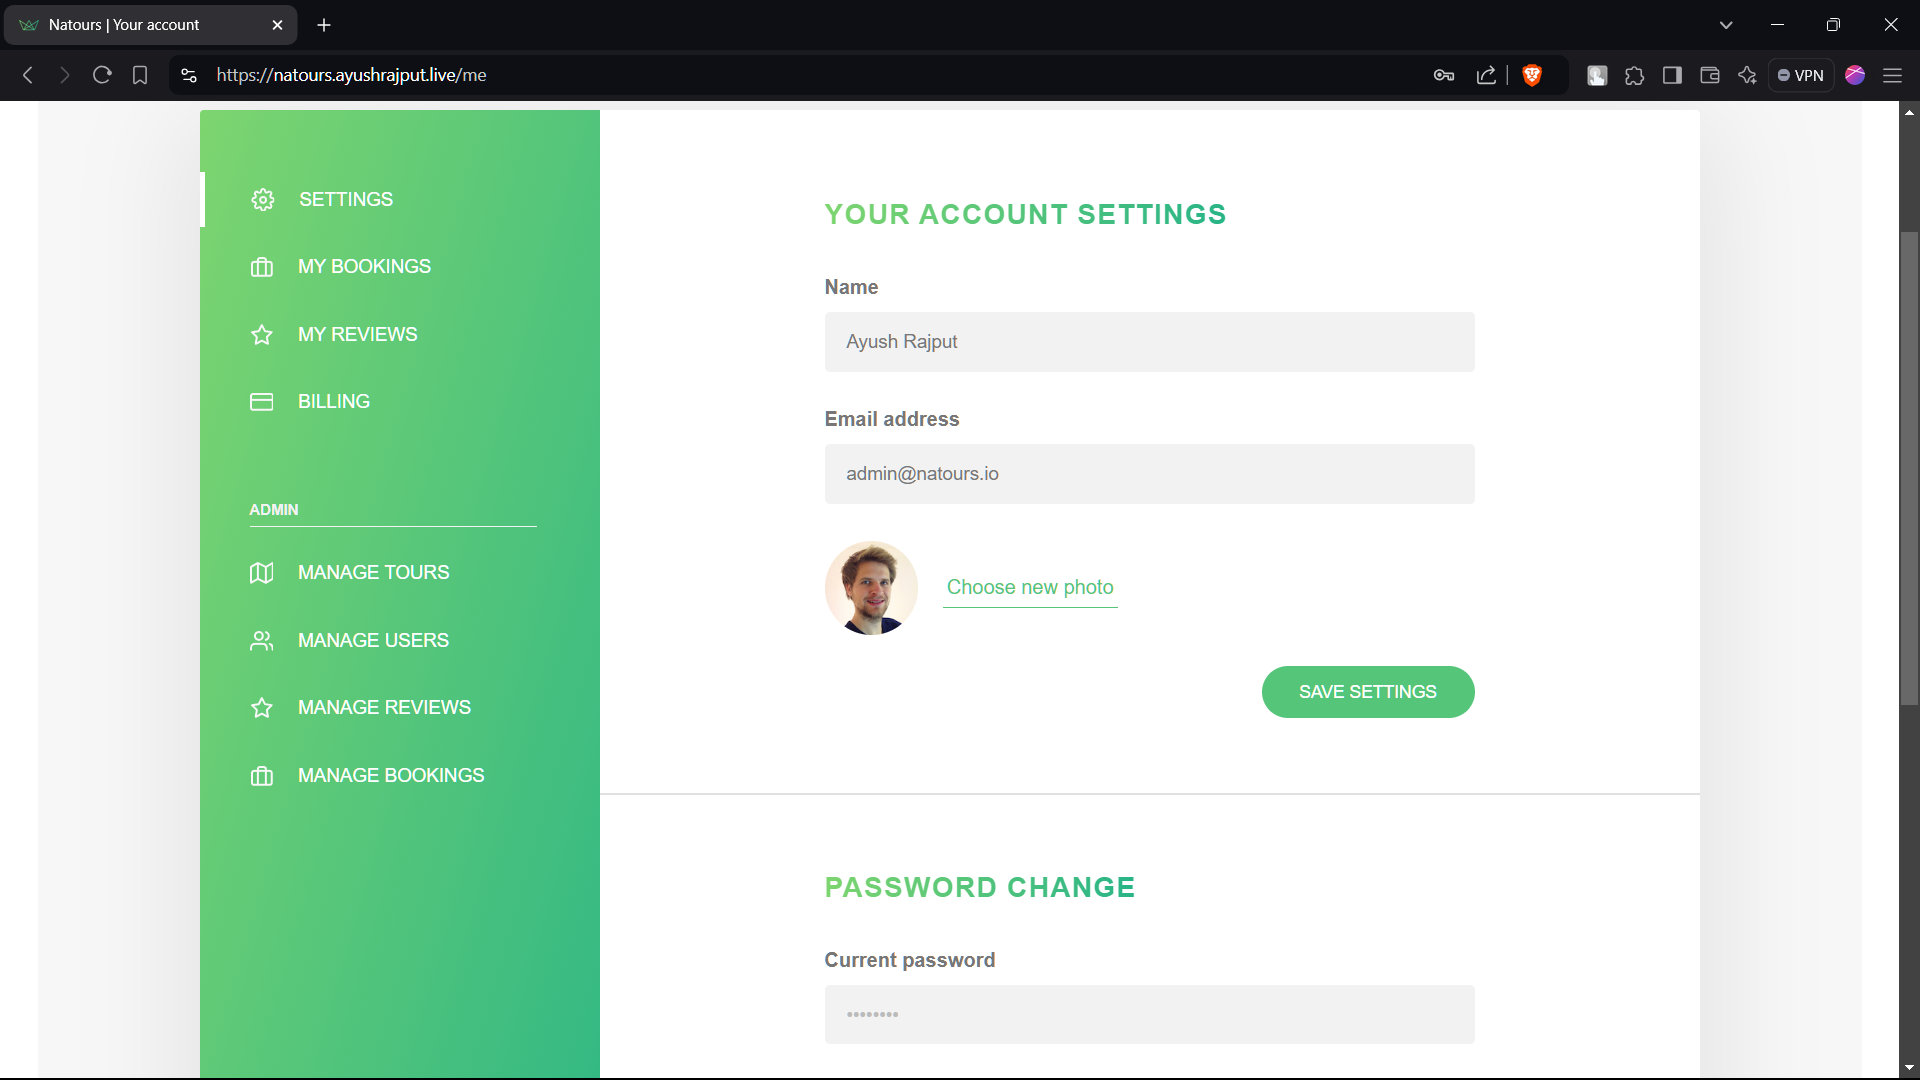 Natours | Your account
https://natours.ayushrajput.live/me
VPN
SETTINGS
MY BOOKINGS
MY REVIEWS
BILLING
ADMIN
MANAGE TOURS
MANAGE USERS
MANAGE REVIEWS
MANAGE BOOKINGS
YOUR ACCOUNT SETTINGS
Name
Ayush Rajput
Email address
admin@natours.io
Choose new photo
SAVE SETTINGS
PASSWORD CHANGE
Current password
••••••••